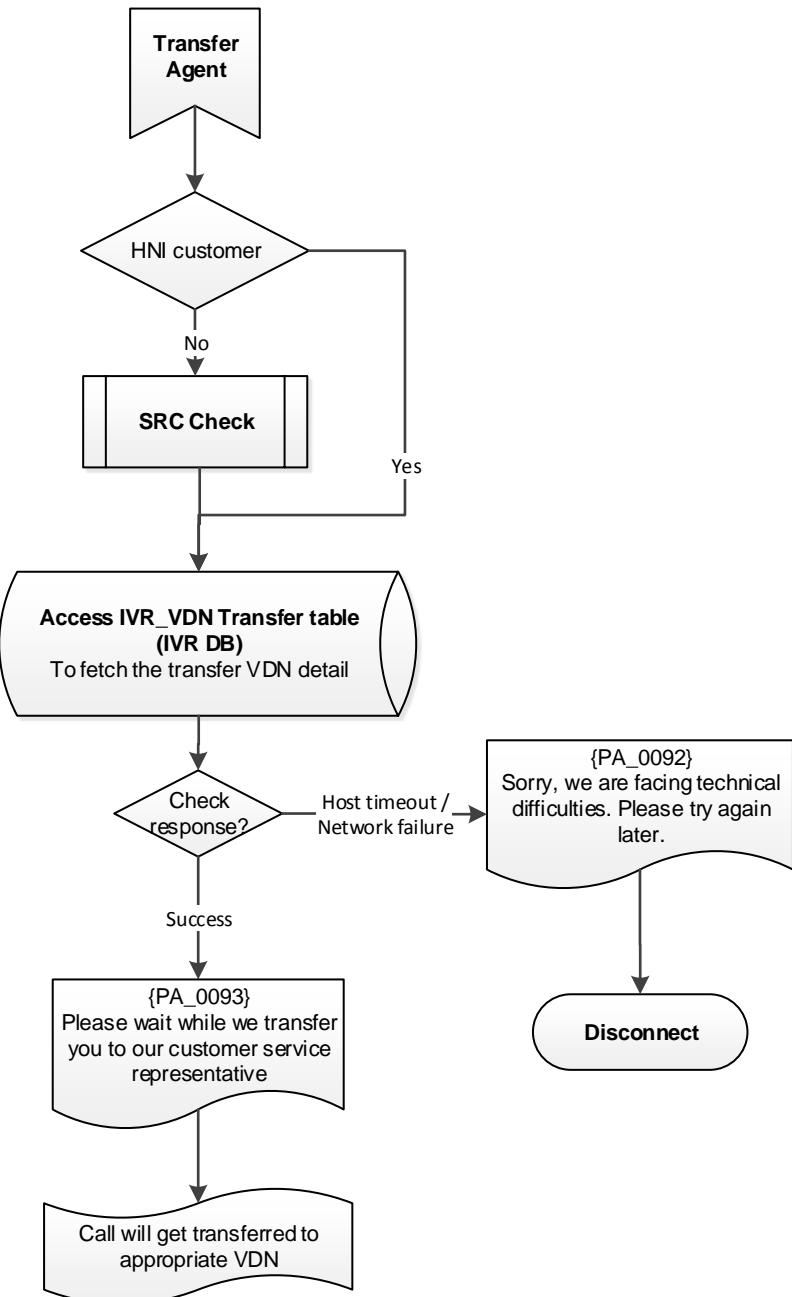 Transfer
Agent
HNI customer
No
SRC Check
Yes
Access IVR_VDN Transfer table
(IVR DB)
To fetch the transfer VDN detail
Check
response?
Host timeout /
Network failure
{PA_0092}
Sorry, we are facing technical
difficulties. Please try again
later.
Success
{PA_0093}
Please wait while we transfer
you to our customer service
representative
Disconnect
Call will get transferred to
appropriate VDN